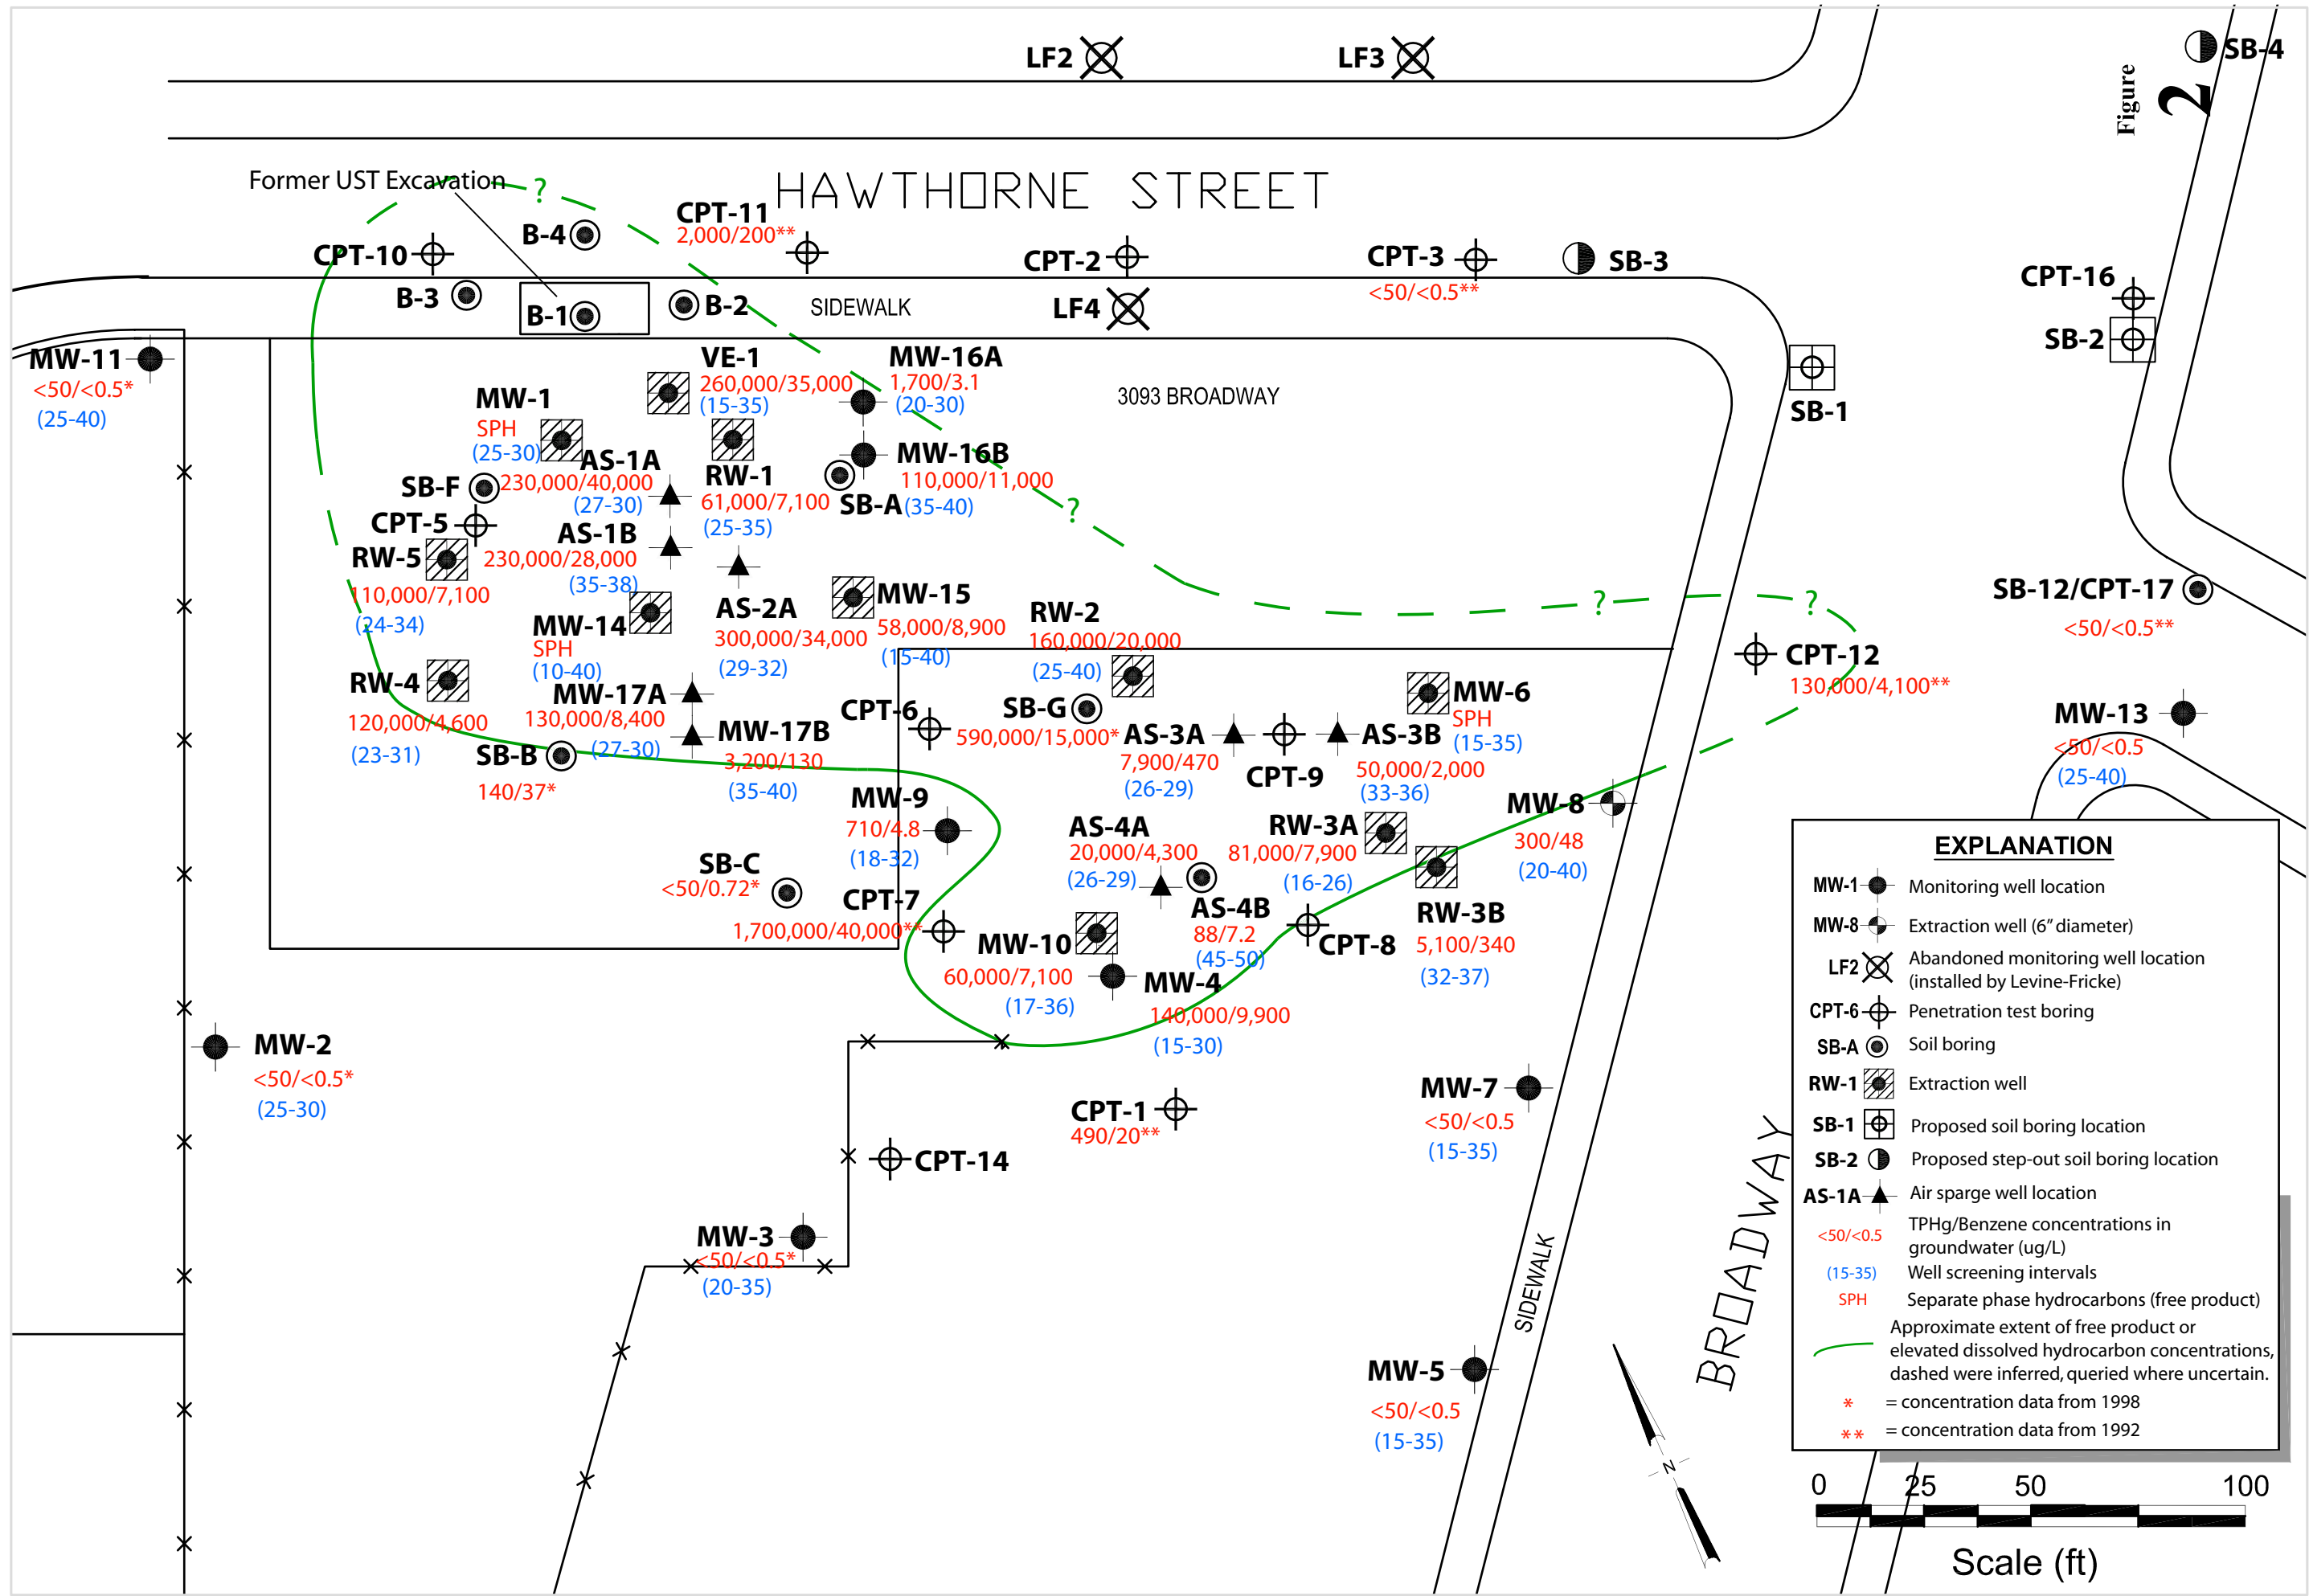 LF2
LF3
SB-4
Figure
2
Former UST Excavation
?
HAWTHORNE STREET
CPT-11
2,000/200**
B-4
CPT-10
CPT-2
CPT-3
<50/<0.5**
SB-3
CPT-16
B-3
B-1
B-2
SIDEWALK
LF4
SB-2
MW-11
<50/<0.5*
(25-40)
VE-1
260,000/35,000
(15-35)
MW-16A
1,700/3.1
(20-30)
3093 BROADWAY
SB-1
MW-1
SPH
(25-30)
AS-1A
230,000/40,000
(27-30)
RW-1
61,000/7,100
(25-35)
MW-16B
110,000/11,000
(35-40)
SB-A
SB-F
?
CPT-5
AS-1B
230,000/28,000
(35-38)
RW-5
110,000/7,100
(24-34)
AS-2A
300,000/34,000
(29-32)
MW-15
58,000/8,900
(15-40)
RW-2
160,000/20,000
(25-40)
?
?
SB-12/CPT-17
<50/<0.5**
MW-14
SPH
(10-40)
CPT-12
130,000/4,100**
RW-4
120,000/4,600
(23-31)
MW-17A
130,000/8,400
(27-30)
MW-17B
3,200/130
(35-40)
CPT-6
SB-G
590,000/15,000*
AS-3A
7,900/470
(26-29)
CPT-9
AS-3B
50,000/2,000
(33-36)
MW-6
SPH
(15-35)
MW-13
<50/<0.5
(25-40)
SB-B
140/37*
MW-9
710/4.8
(18-32)
AS-4A
20,000/4,300
(26-29)
RW-3A
81,000/7,900
(16-26)
MW-8
300/48
(20-40)
SB-C
<50/0.72*
CPT-7
1,700,000/40,000**
AS-4B
88/7.2
(45-50)
CPT-8
RW-3B
5,100/340
(32-37)
MW-10
60,000/7,100
(17-36)
MW-4
140,000/9,900
(15-30)
MW-2
<50/<0.5*
(25-30)
CPT-1
490/20**
MW-7
<50/<0.5
(15-35)
CPT-14
MW-3
<50/<0.5*
(20-35)
MW-5
<50/<0.5
(15-35)
SIDEWALK
BROADWAY
N
EXPLANATION
MW-1 Monitoring well location
MW-8 Extraction well (6” diameter)
LF2 Abandoned monitoring well location
(installed by Levine-Fricke)
CPT-6 Penetration test boring
SB-A Soil boring
RW-1 Extraction well
SB-1 Proposed soil boring location
SB-2 Proposed step-out soil boring location
AS-1A Air sparge well location
<50/<0.5 TPHg/Benzene concentrations in
groundwater (ug/L)
(15-35) Well screening intervals
SPH Separate phase hydrocarbons (free product)
Approximate extent of free product or
elevated dissolved hydrocarbon concentrations,
dashed were inferred, queried where uncertain.
* = concentration data from 1998
** = concentration data from 1992
0 25 50 100
Scale (ft)